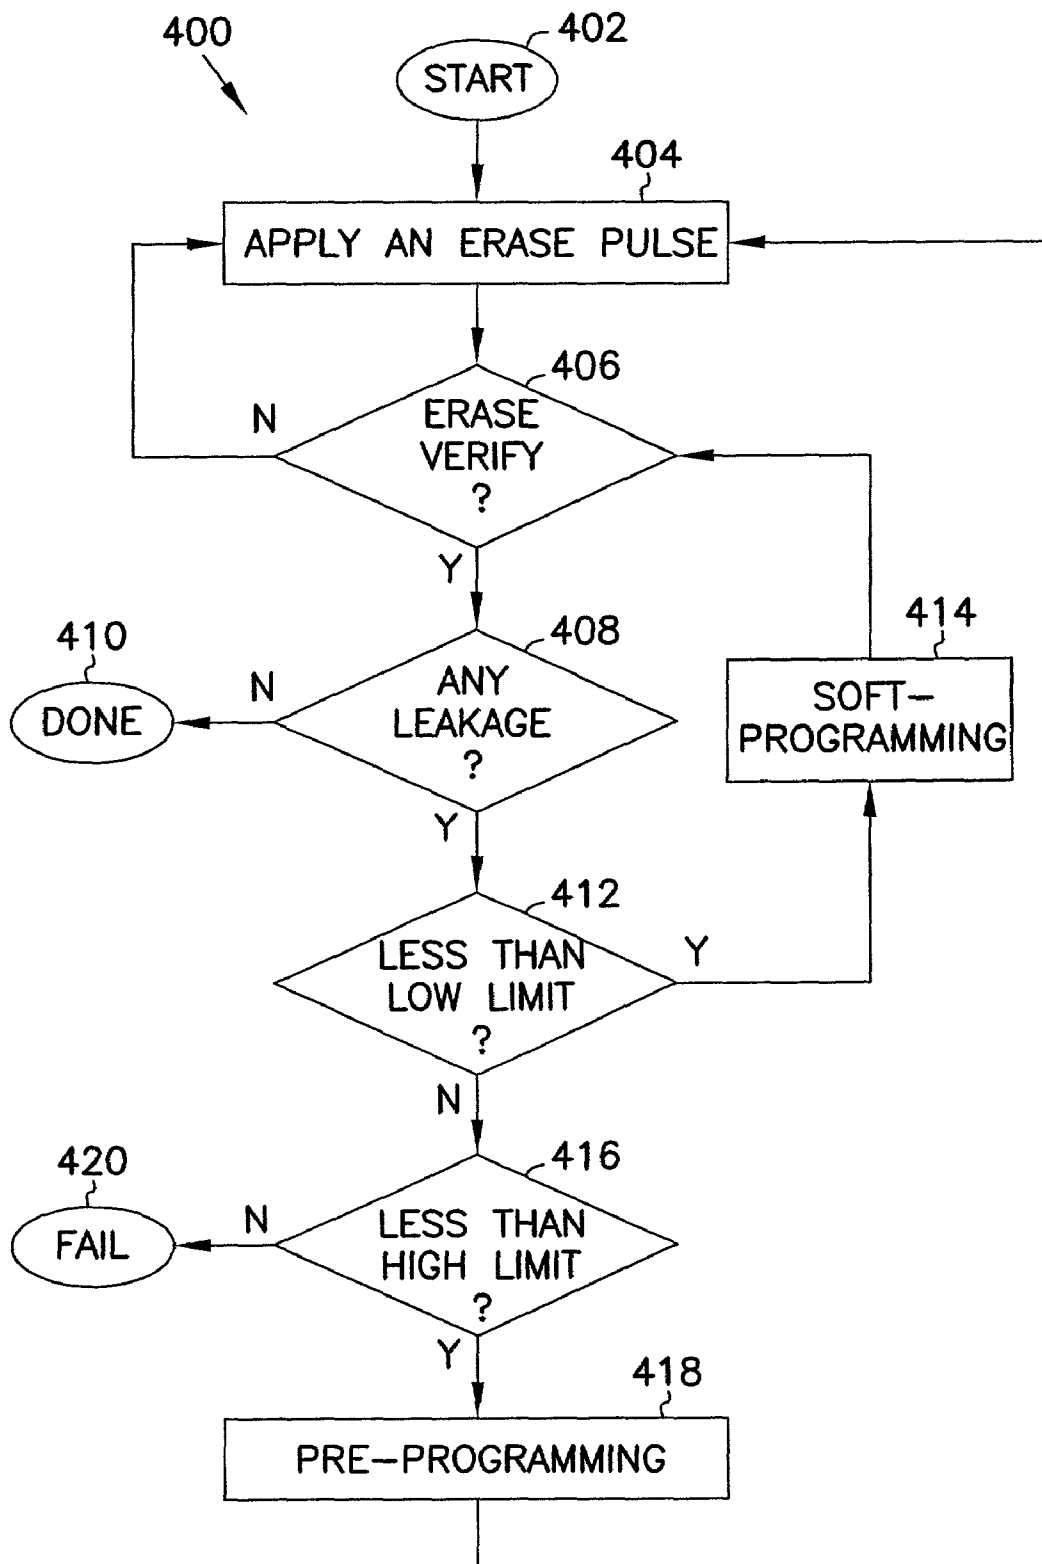 400
402
START
404
APPLY AN ERASE PULSE
406
N
ERASE
VERIFY
?
Y
408
410
N
ANY
LEAKAGE
?
DONE
414
SOFT-
PROGRAMMING
Y
412
LESS THAN
LOW LIMIT
?
Y
N
416
420
N
LESS THAN
HIGH LIMIT
?
FAIL
Y
418
PRE-PROGRAMMING